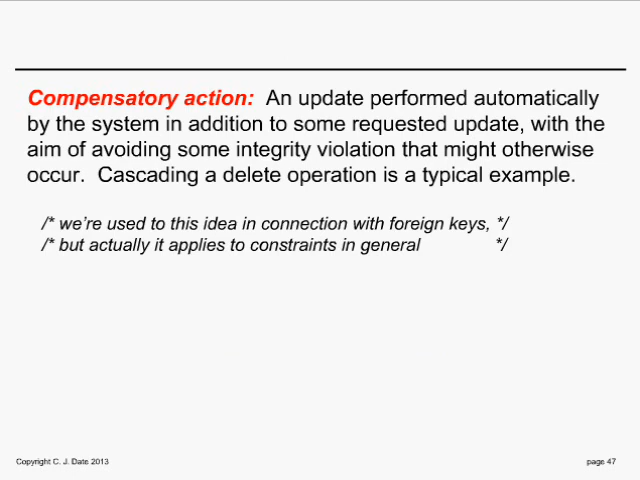 Compensatory action:  An update performed automatically
by the system in addition to some requested update, with the
aim of avoiding some integrity violation that might otherwise
occur.  Cascading a delete operation is a typical example.
/* we’re used to this idea in connection with foreign keys, */
/* but actually it applies to constraints in general */
Copyright C. J. Date 2013
page 47